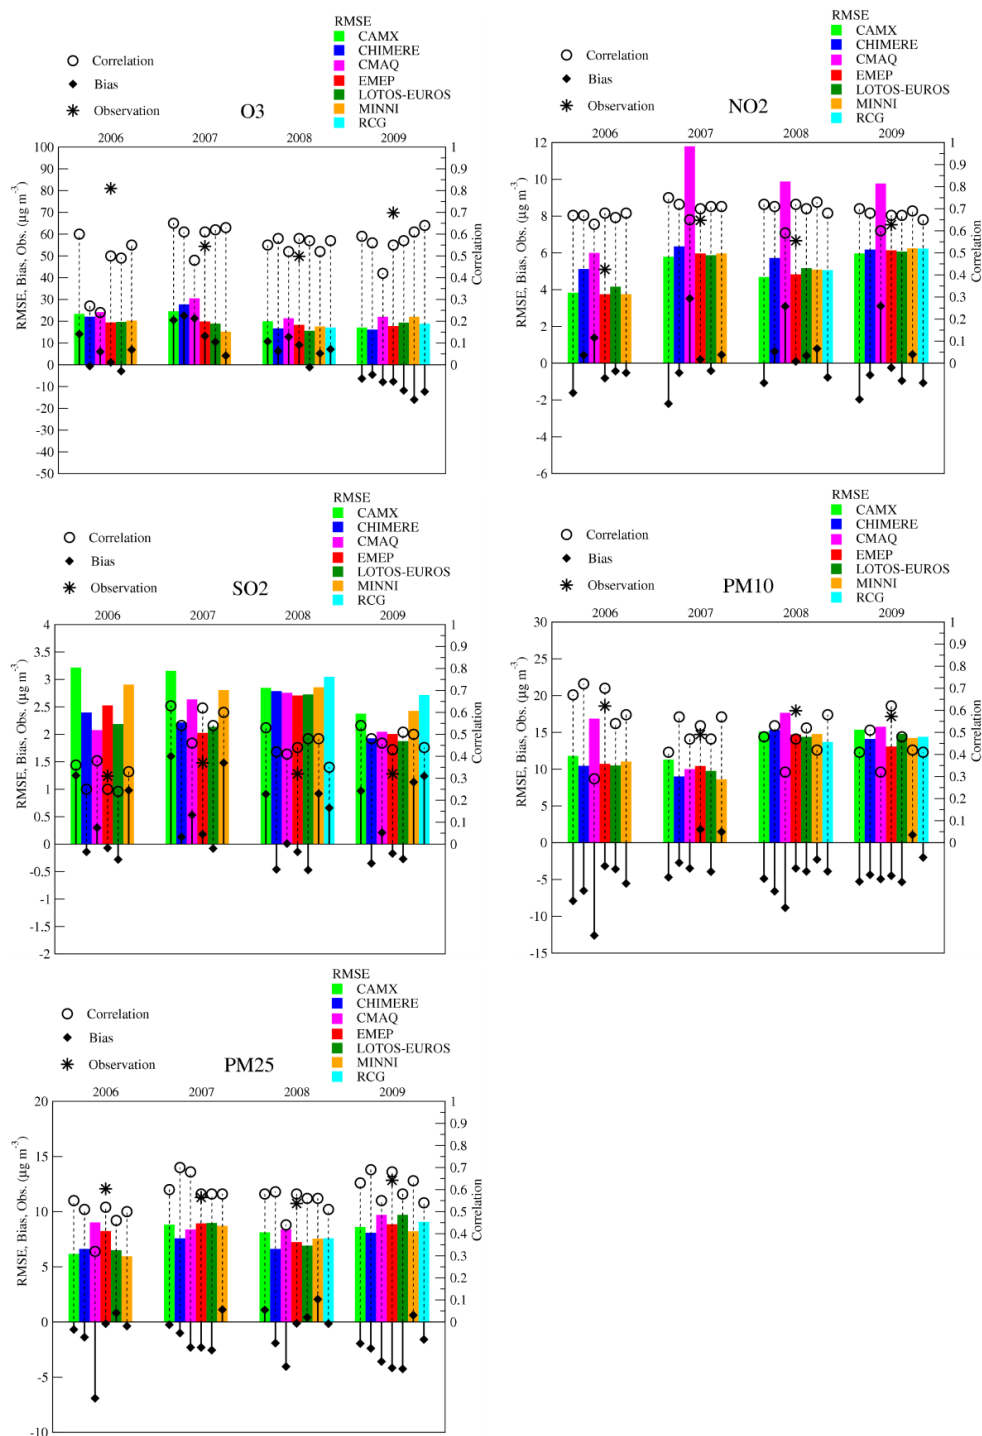 RMSE
CAMX
CHIMERE
CMAQ
EMEP
LOTOS-EUROS
MINNI
RCG
Correlation
Bias
Observation
O3
2006 2007 2008 2009
100
90
80
70
60
50
40
30
20
10
0
-10
-20
-30
-40
-50
RMSE, Bias, Obs. (µg m⁻³)
1
0.9
0.8
0.7
0.6
0.5
0.4
0.3
0.2
0.1
0
Correlation
RMSE
CAMX
CHIMERE
CMAQ
EMEP
LOTOS-EUROS
MINNI
RCG
Correlation
Bias
Observation
NO2
2006 2007 2008 2009
12
10
8
6
4
2
0
-2
-4
-6
RMSE, Bias, Obs. (µg m⁻³)
1
0.9
0.8
0.7
0.6
0.5
0.4
0.3
0.2
0.1
0
Correlation
RMSE
CAMX
CHIMERE
CMAQ
EMEP
LOTOS-EUROS
MINNI
RCG
Correlation
Bias
Observation
SO2
2006 2007 2008 2009
4
3.5
3
2.5
2
1.5
1
0.5
0
-0.5
-1
-1.5
-2
RMSE, Bias, Obs. (µg m⁻³)
1
0.9
0.8
0.7
0.6
0.5
0.4
0.3
0.2
0.1
0
Correlation
RMSE
CAMX
CHIMERE
CMAQ
EMEP
LOTOS-EUROS
MINNI
RCG
Correlation
Bias
Observation
PM10
2006 2007 2008 2009
30
25
20
15
10
5
0
-5
-10
-15
RMSE, Bias, Obs. (µg m⁻³)
1
0.9
0.8
0.7
0.6
0.5
0.4
0.3
0.2
0.1
0
Correlation
RMSE
CAMX
CHIMERE
CMAQ
EMEP
LOTOS-EUROS
MINNI
RCG
Correlation
Bias
Observation
PM25
2006 2007 2008 2009
20
15
10
5
0
-5
-10
RMSE, Bias, Obs. (µg m⁻³)
1
0.9
0.8
0.7
0.6
0.5
0.4
0.3
0.2
0.1
0
Correlation